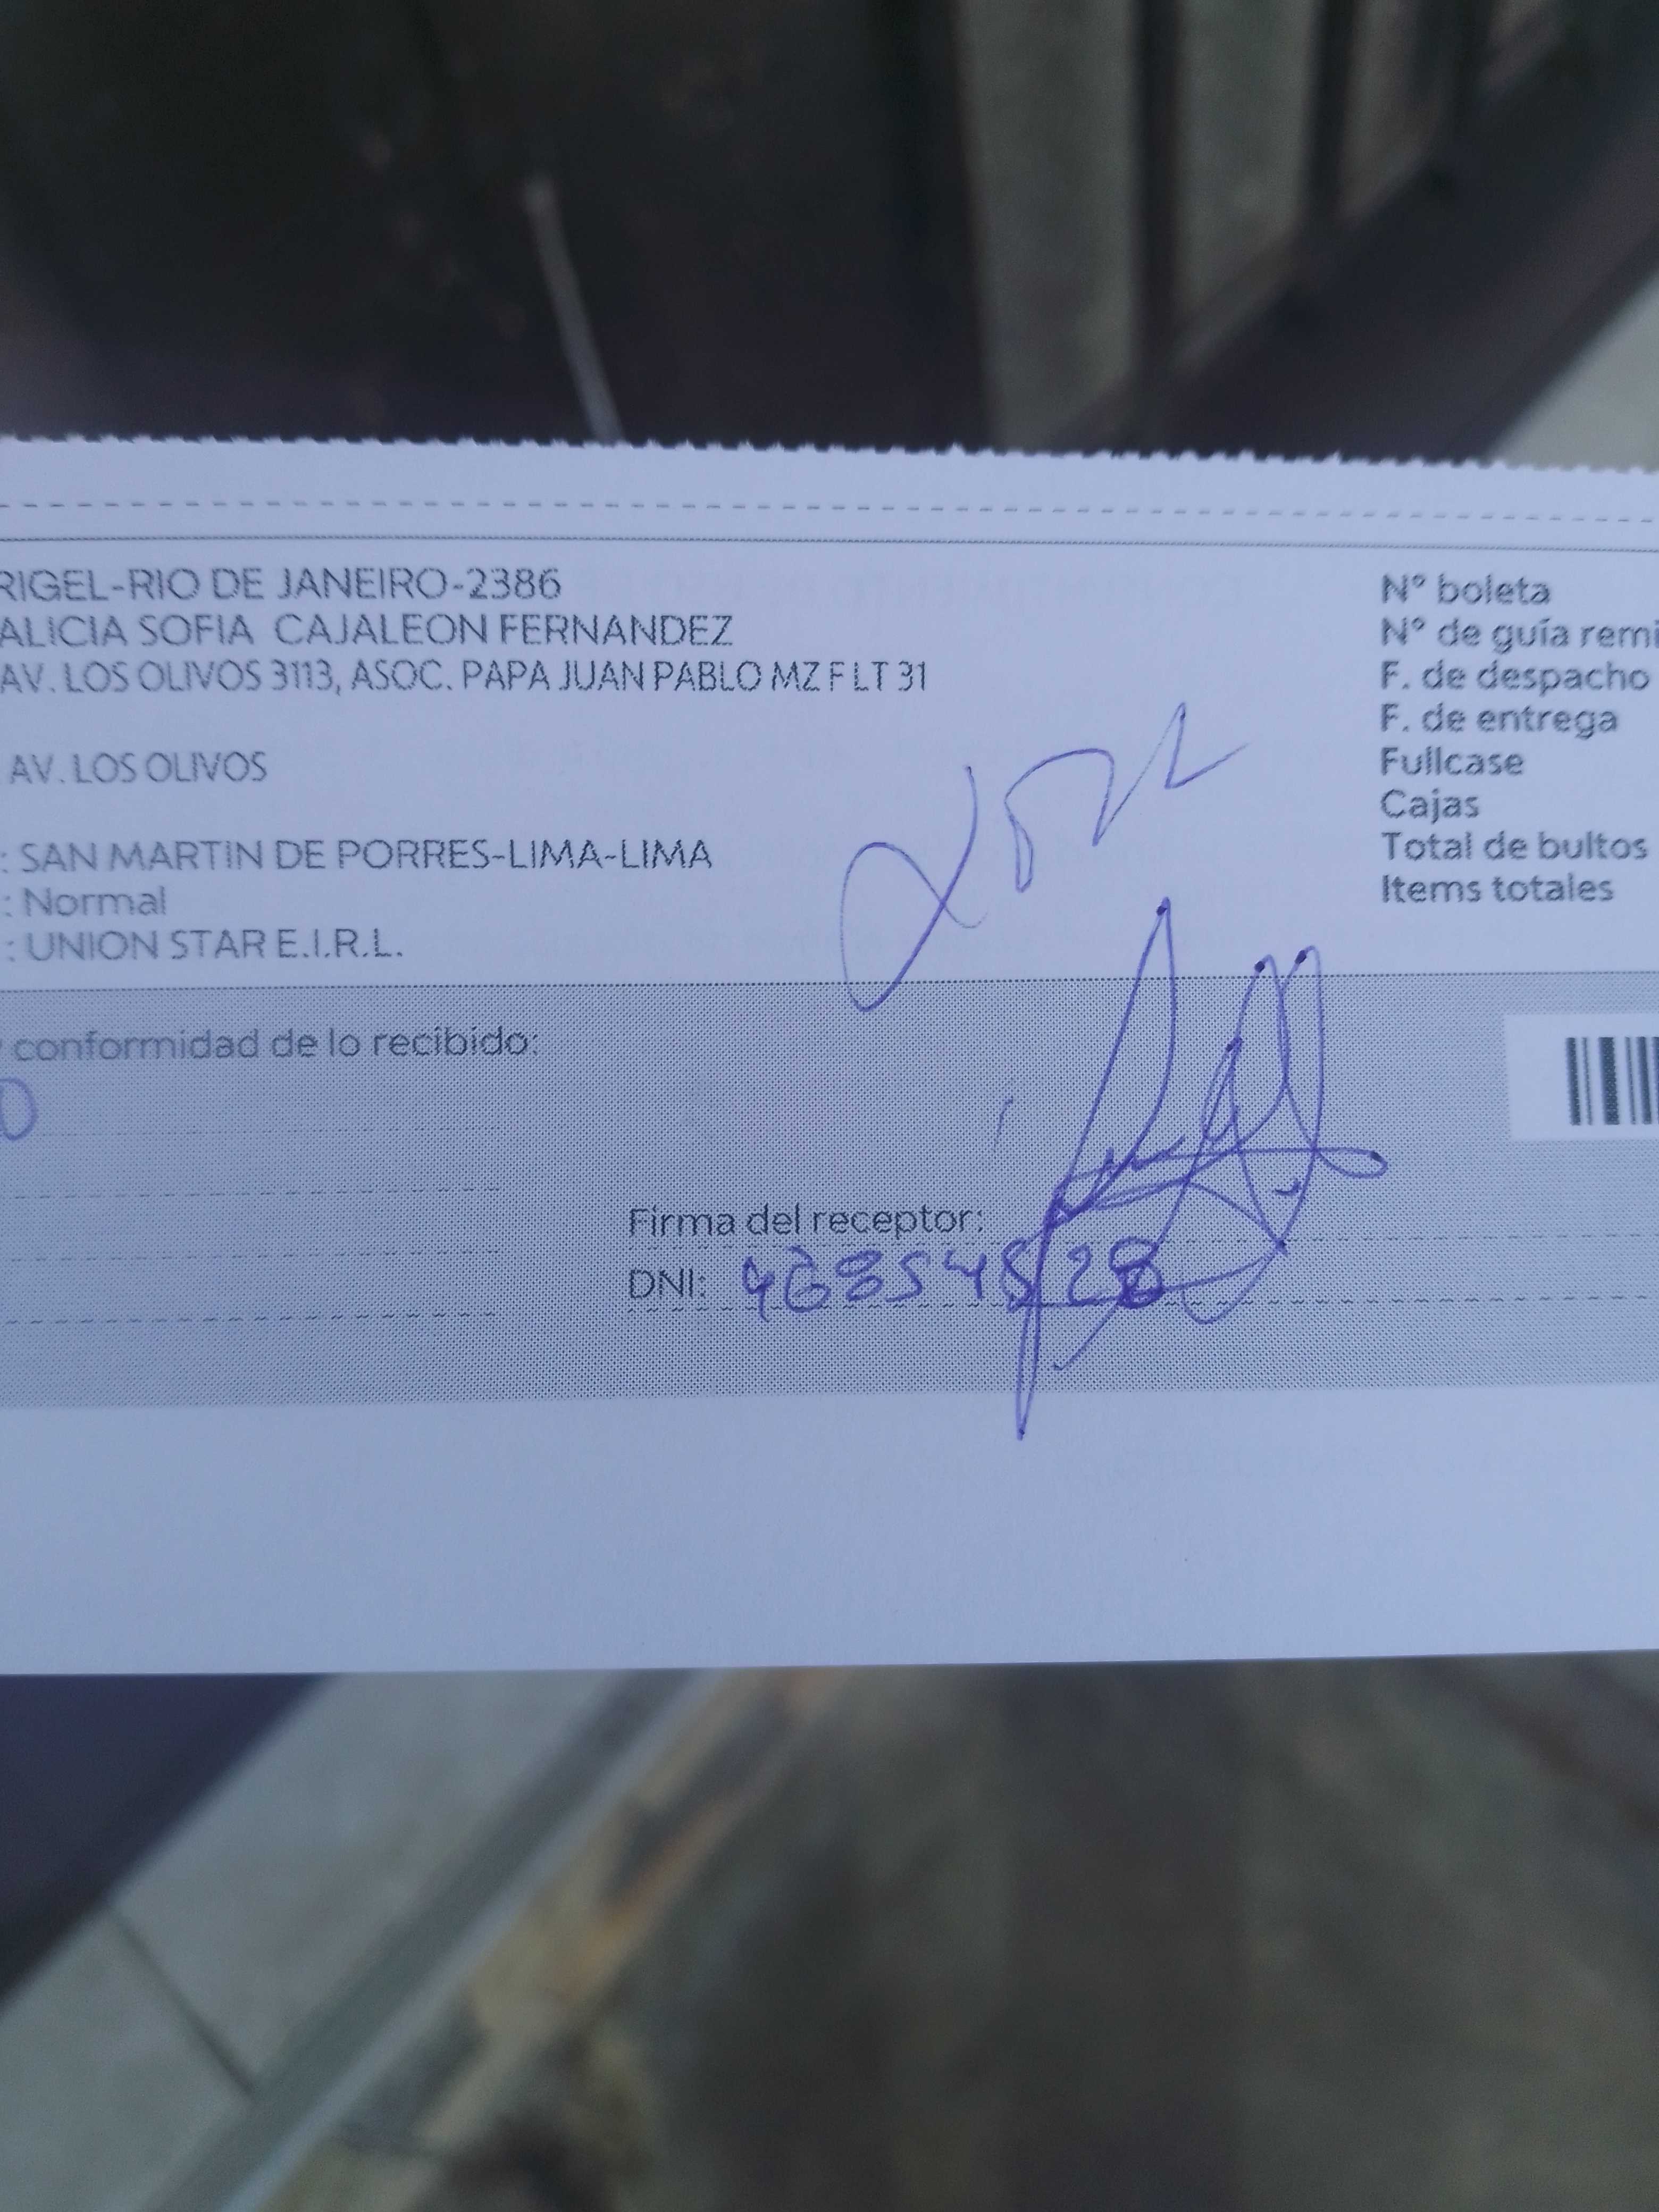 RIGEL-RIO DE JANEIRO-2386
ALICIA SOFIA CAJALEON FERNANDEZ
AV. LOS OLIVOS 3113, ASOC. PAPA JUAN PABLO MZ F LT 31
AV. LOS OLIVOS
: SAN MARTIN DE PORRES-LIMA-LIMA
: Normal
: UNION STAR E.I.R.L.
N° boleta
N° de guía remi
F. de despacho
F. de entrega
Fullcase
Cajas
Total de bultos
Items totales
y conformidad de lo recibido:
Firma del receptor:
DNI: 46854528